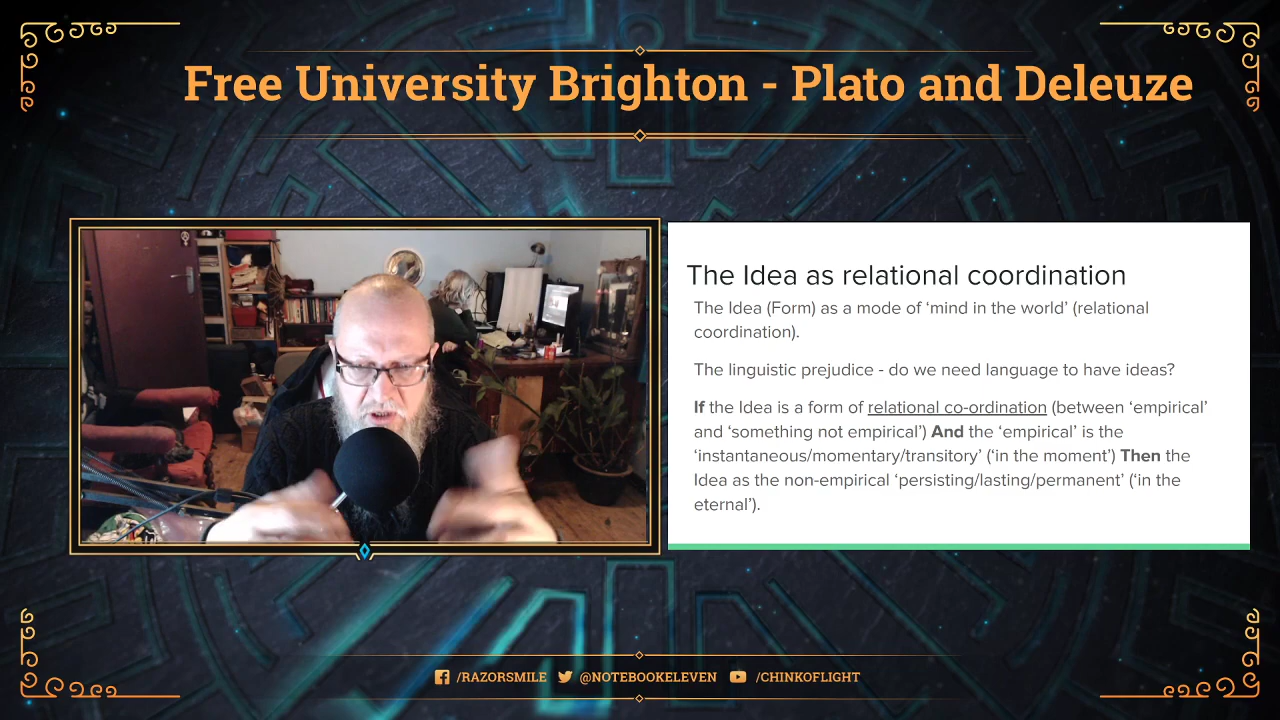 Free University Brighton - Plato and Deleuze
The Idea as relational coordination
The Idea (Form) as a mode of ‘mind in the world’ (relational
coordination).
The linguistic prejudice - do we need language to have ideas?
If the Idea is a form of relational co-ordination (between ‘empirical’
and ‘something not empirical’) And the ‘empirical’ is the
‘instantaneous/momentary/transitory’ (‘in the moment’) Then the
Idea as the non-empirical ‘persisting/lasting/permanent’ (‘in the
eternal’).
/RAZORSMILE @NOTEBOOKELEVEN /CHINKOFLIGHT